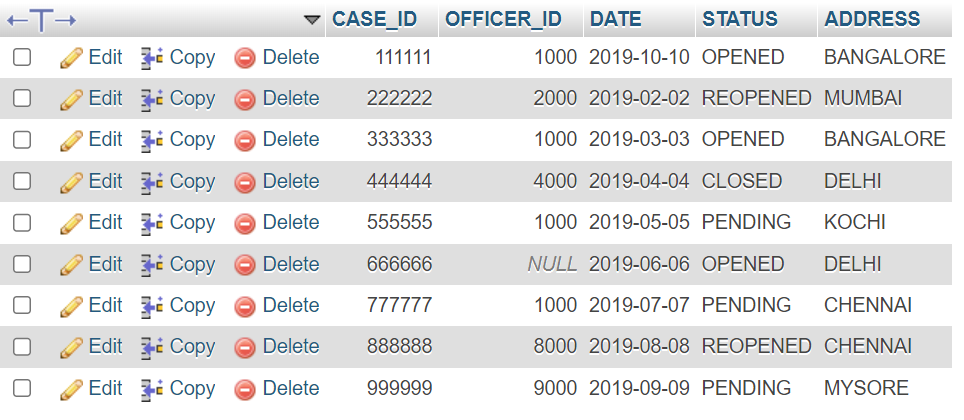 CASE_ID OFFICER_ID DATE STATUS ADDRESS
Edit Copy Delete 111111 1000 2019-10-10 OPENED BANGALORE
Edit Copy Delete 222222 2000 2019-02-02 REOPENED MUMBAI
Edit Copy Delete 333333 1000 2019-03-03 OPENED BANGALORE
Edit Copy Delete 444444 4000 2019-04-04 CLOSED DELHI
Edit Copy Delete 555555 1000 2019-05-05 PENDING KOCHI
Edit Copy Delete 666666 NULL 2019-06-06 OPENED DELHI
Edit Copy Delete 777777 1000 2019-07-07 PENDING CHENNAI
Edit Copy Delete 888888 8000 2019-08-08 REOPENED CHENNAI
Edit Copy Delete 999999 9000 2019-09-09 PENDING MYSORE